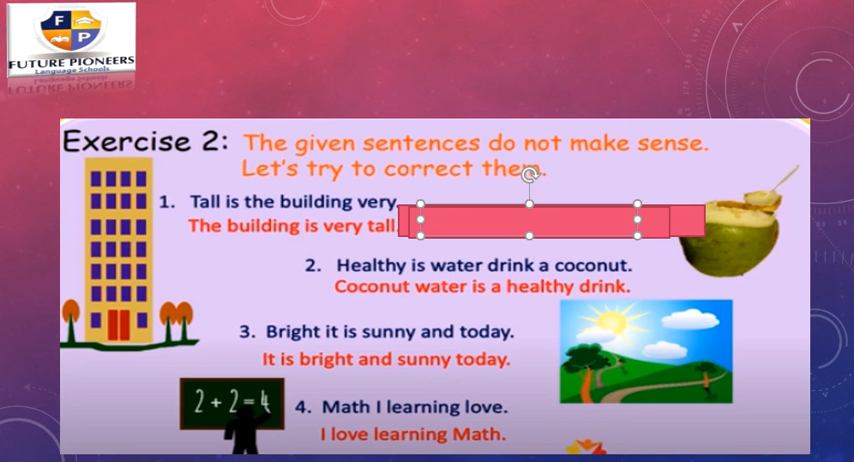 F
P
FUTURE PIONEERS
Language Schools
Exercise 2: The given sentences do not make sense.
Let's try to correct them.
1. Tall is the building very.
The building is very tall.
2. Healthy is water drink a coconut.
Coconut water is a healthy drink.
3. Bright it is sunny and today.
It is bright and sunny today.
2+2=4
4. Math I learning love.
I love learning Math.